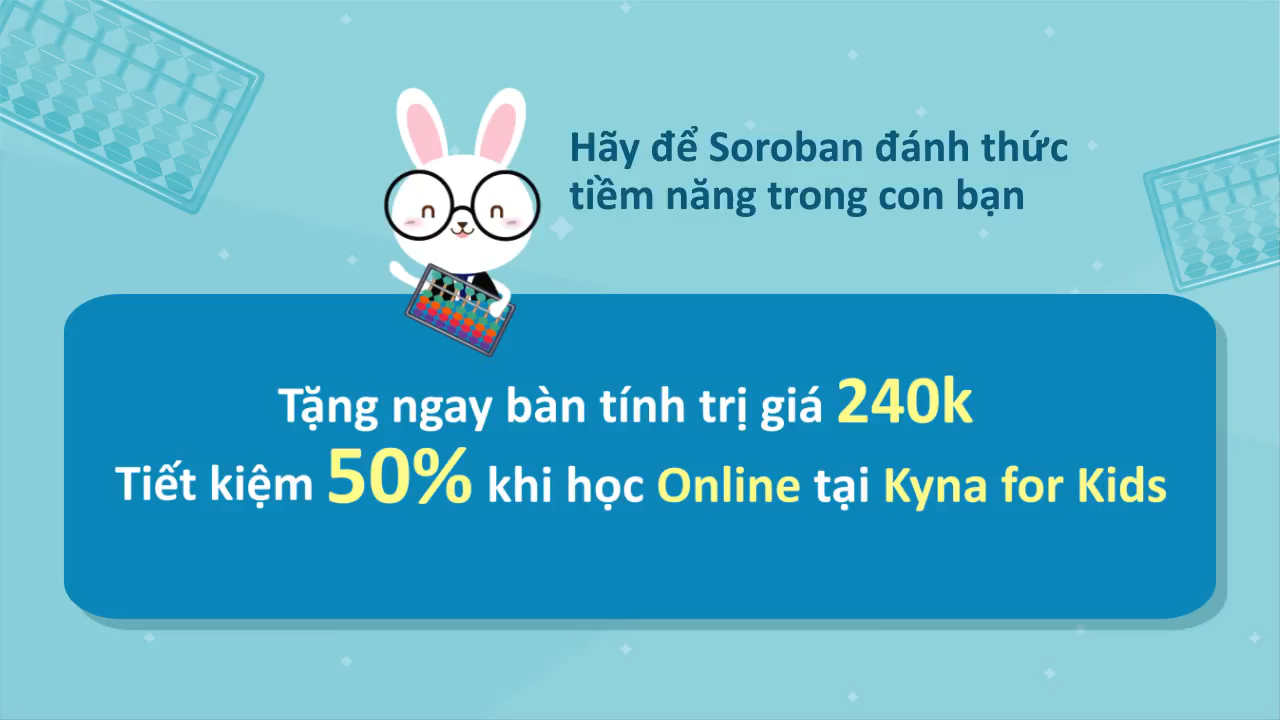 Hãy để Soroban đánh thức
tiềm năng trong con bạn
Tặng ngay bàn tính trị giá 240k
Tiết kiệm 50% khi học Online tại Kyna for Kids